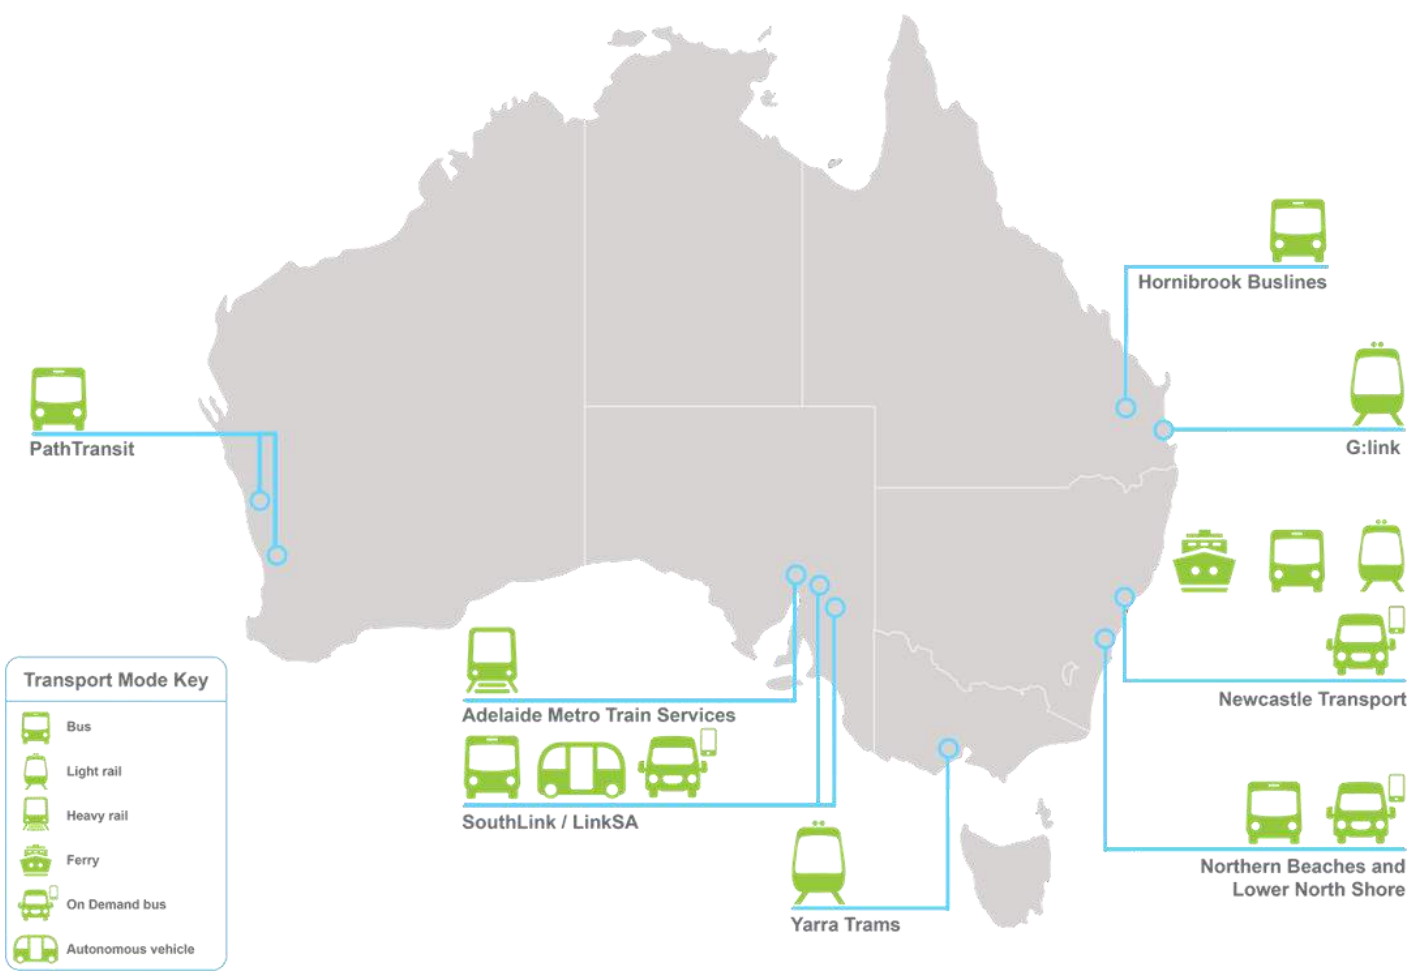 Hornibrook Buslines
G:link
PathTransit
Newcastle Transport
Adelaide Metro Train Services
SouthLink / LinkSA
Northern Beaches and
Lower North Shore
Yarra Trams
Transport Mode Key
Bus
Light rail
Heavy rail
Ferry
On Demand bus
Autonomous vehicle